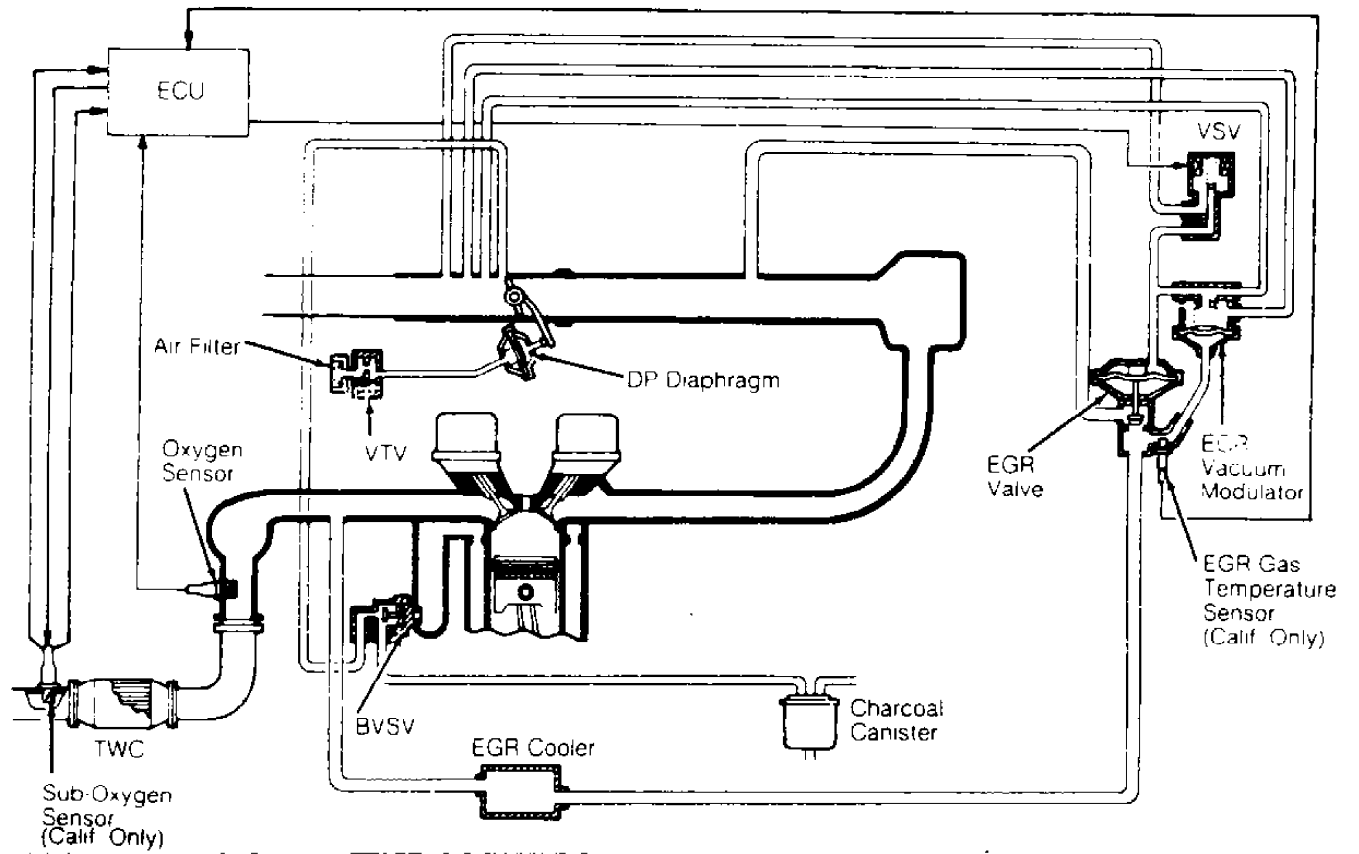 ECU
VSV
Air Filter
DP Diaphragm
VTV
Oxygen
Sensor
EGR
Valve
EGR
Vacuum
Modulator
EGR Gas
Temperature
Sensor
(Calif Only)
BVSV
Charcoal
Canister
TWC
EGR Cooler
Sub-Oxygen
Sensor
(Calif Only)